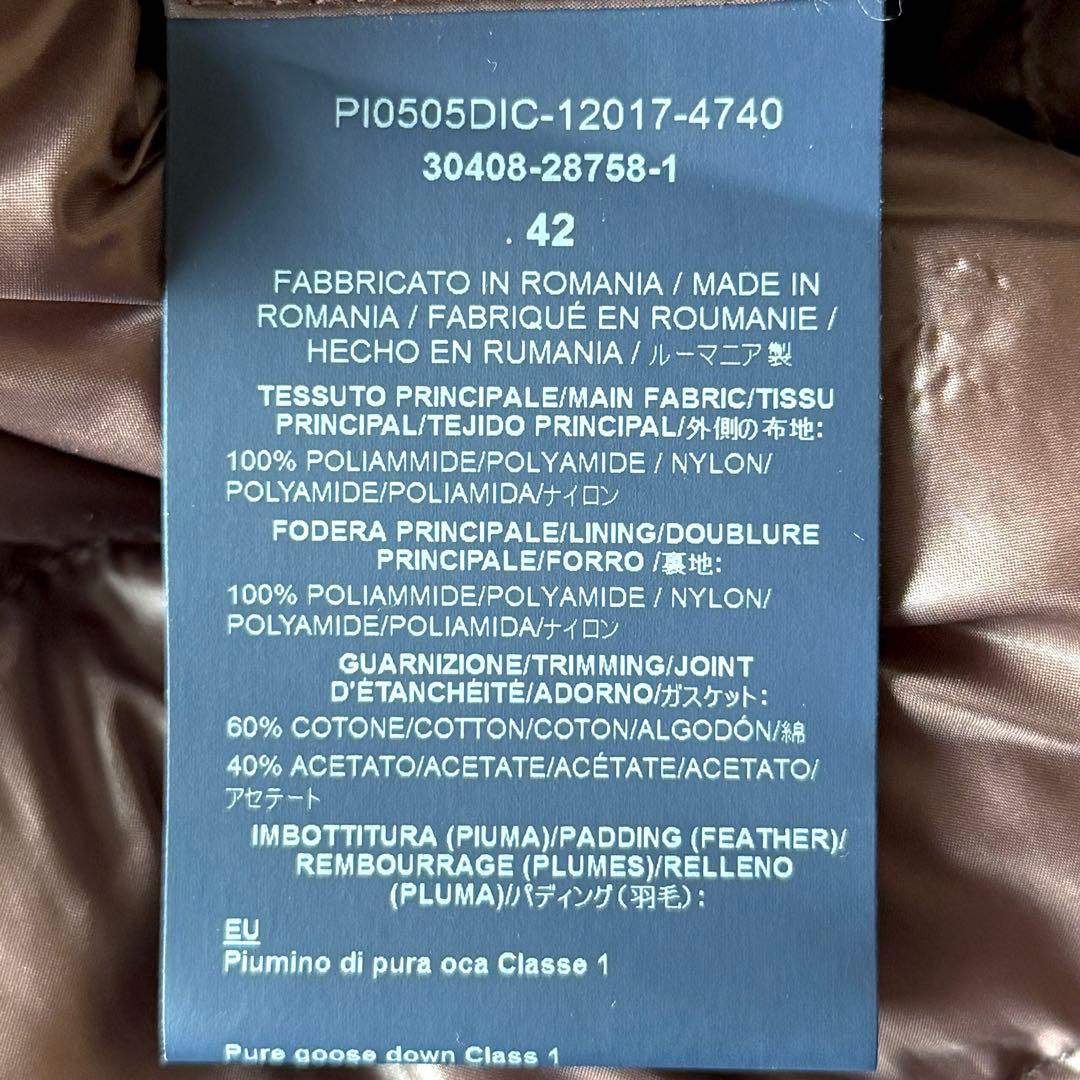 PI0505DIC-12017-4740
30408-28758-1
. 42
FABBRICATO IN ROMANIA / MADE IN
ROMANIA / FABRIQUÉ EN ROUMANIE /
HECHO EN RUMANIA / ルーマニア製
TESSUTO PRINCIPALE/MAIN FABRIC/TISSU
PRINCIPAL/TEJIDO PRINCIPAL/外側の布地:
100% POLIAMMIDE/POLYAMIDE / NYLON/
POLYAMIDE/POLIAMIDA/ナイロン
FODERA PRINCIPALE/LINING/DOUBLURE
PRINCIPALE/FORRO /裏地:
100% POLIAMMIDE/POLYAMIDE / NYLON/
POLYAMIDE/POLIAMIDA/ナイロン
GUARNIZIONE/TRIMMING/JOINT
D'ÉTANCHÉITÉ/ADORNO/ガスケット:
60% COTONE/COTTON/COTON/ALGODÓN/綿
40% ACETATO/ACETATE/ACÉTATE/ACETATO/
アセテート
IMBOTTITURA (PIUMA)/PADDING (FEATHER)/
REMBOURRAGE (PLUMES)/RELLENO
(PLUMA)/パディング(羽毛):
EU
Piumino di pura oca Classe 1
Pure goose down Class 1